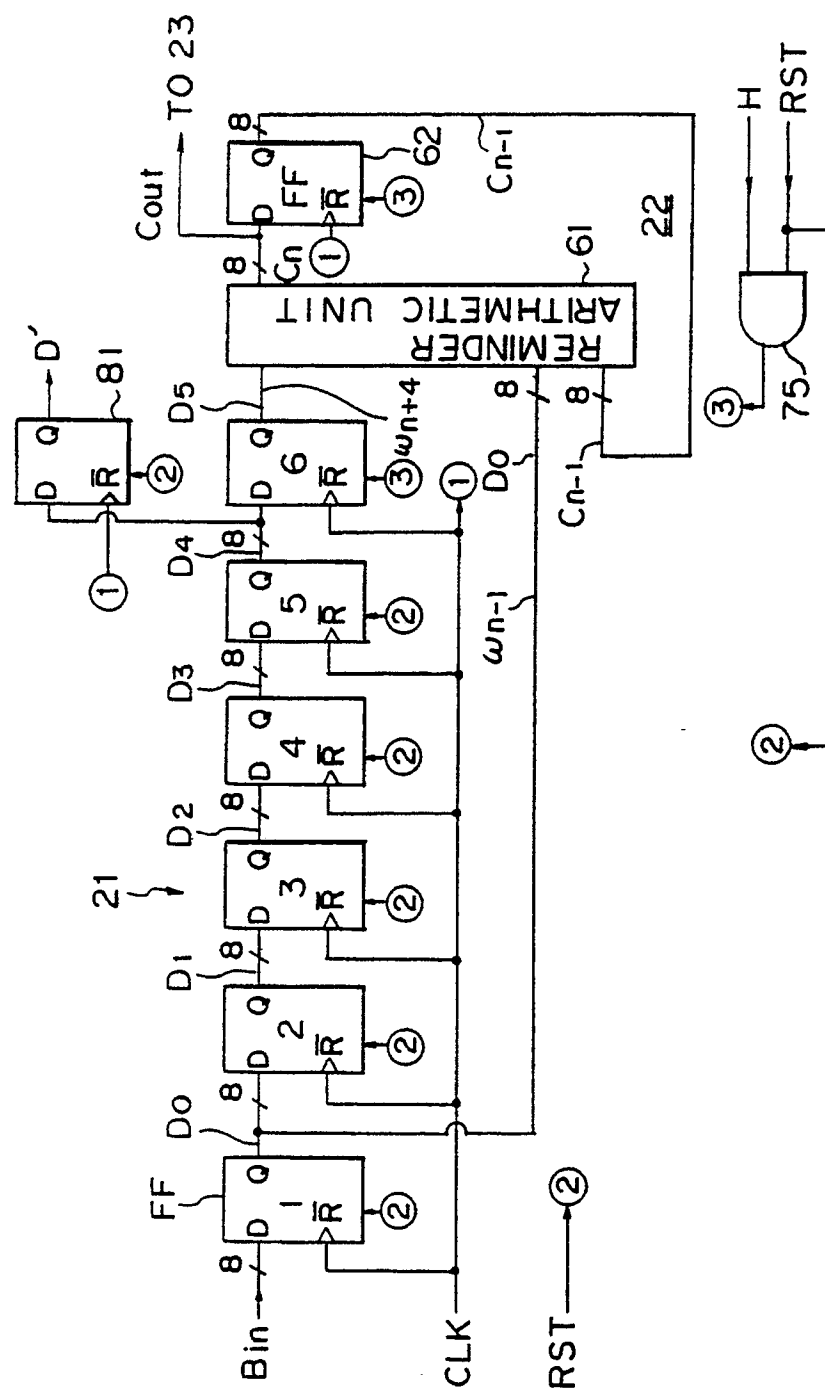 Bin
8
FF
D
Q
1
R̅
②
Do
8
D
Q
2
R̅
②
D1
8
21
D
Q
3
R̅
②
D2
8
D
Q
4
R̅
②
D3
8
D
Q
5
R̅
②
D4
8
D
Q
6
R̅
③
D
Q
R̅
①
②
81
D'
D5
ωn+4
REMINDER
ARITHMETIC UNIT
61
8
Cn
Cout
TO 23
D
Q
FF
R̅
①
③
62
8
Cn-1
22
CLK
①
ωn-1
Do
8
Cn-1
8
RST
②
②
③
75
H
RST